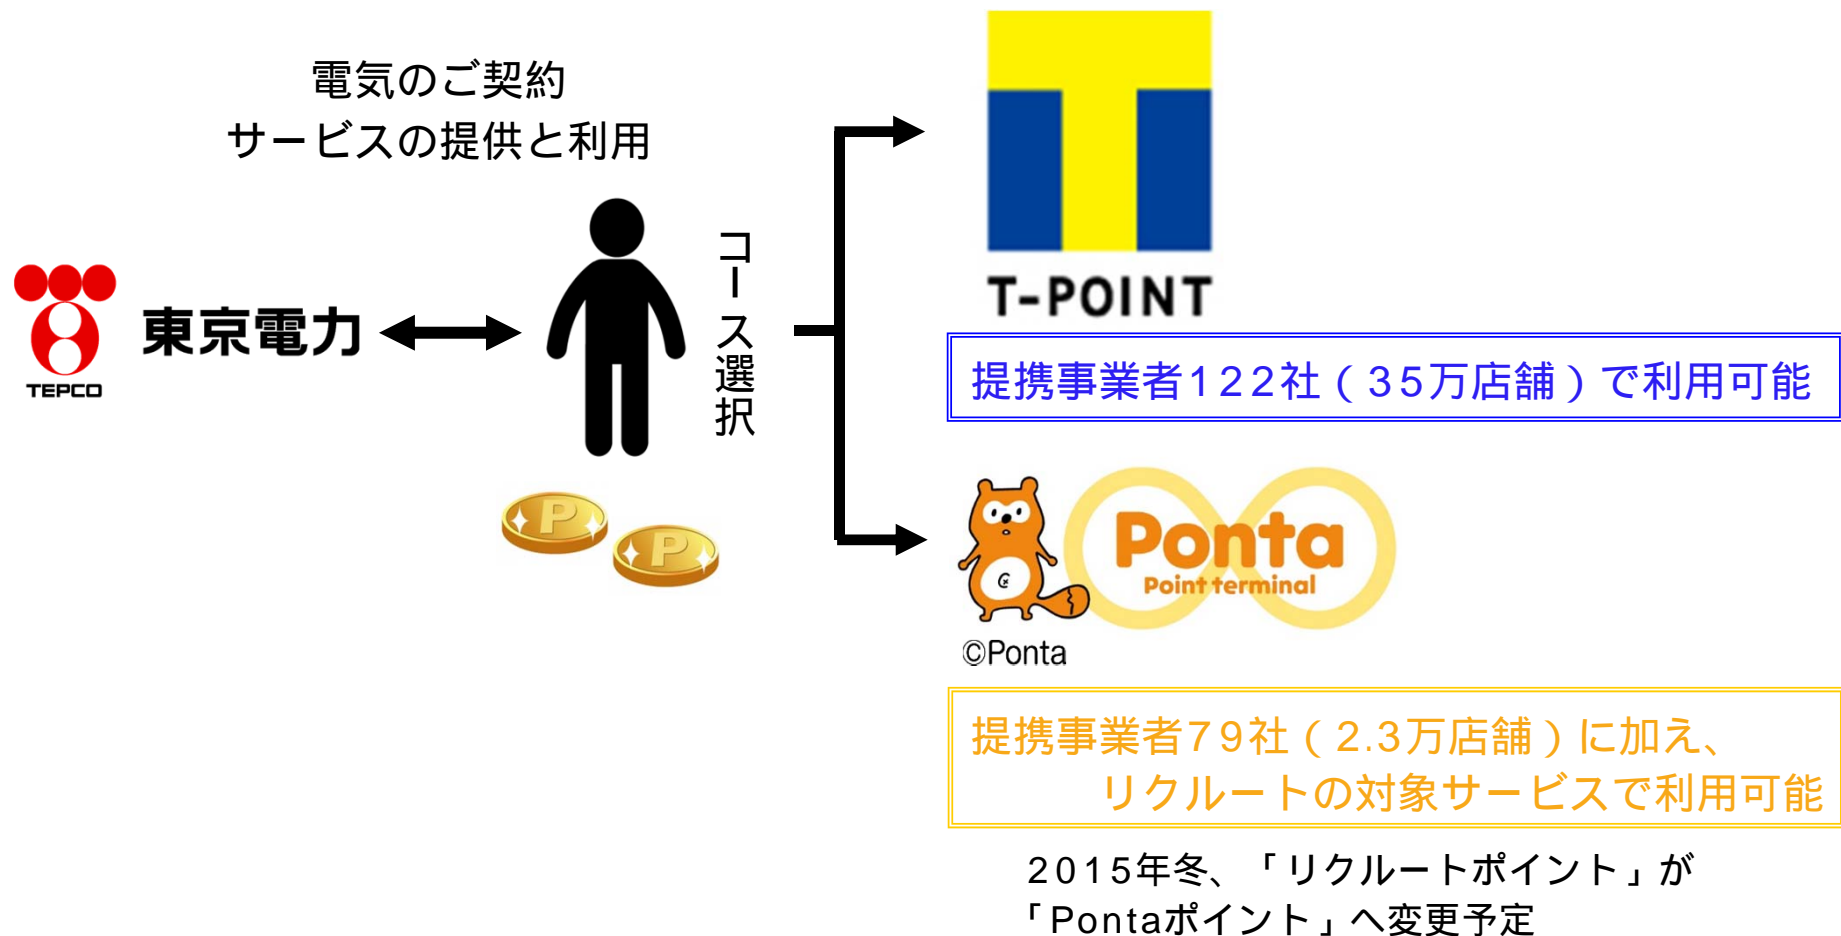 電気のご契約
サービスの提供と利用
TEPCO
東京電力
コース選択
P
P
T-POINT
提携事業者122社（35万店舗）で利用可能
Ponta
Point terminal
©Ponta
提携事業者79社（2.3万店舗）に加え、
リクルートの対象サービスで利用可能
2015年冬、「リクルートポイント」が
「Pontaポイント」へ変更予定